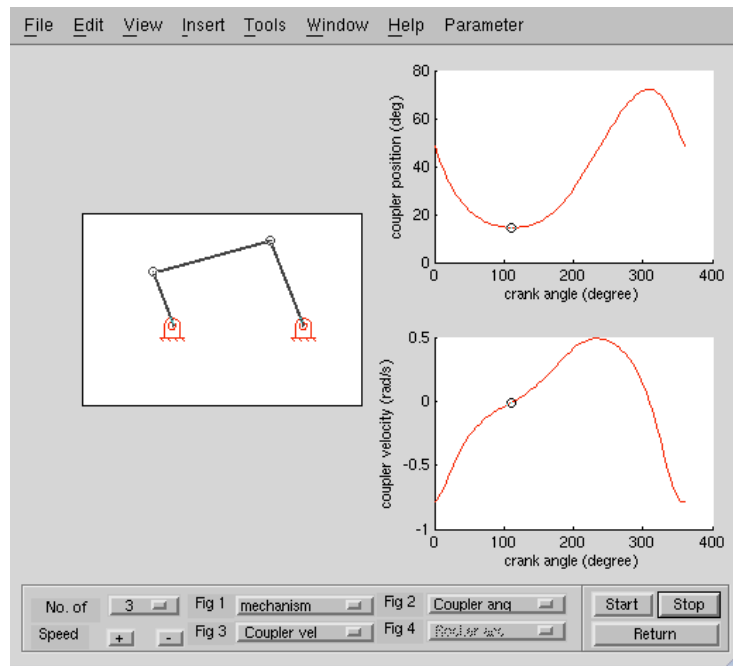 File Edit View Insert Tools Window Help Parameter
80
60
40
20
0
coupler position (deg)
0 100 200 300 400
crank angle (degree)
0.5
0
-0.5
-1
coupler velocity (rad/s)
0 100 200 300 400
crank angle (degree)
No. of 3 Fig 1 mechanism Fig 2 Coupler ang Start Stop
Speed + - Fig 3 Coupler vel Fig 4 Return